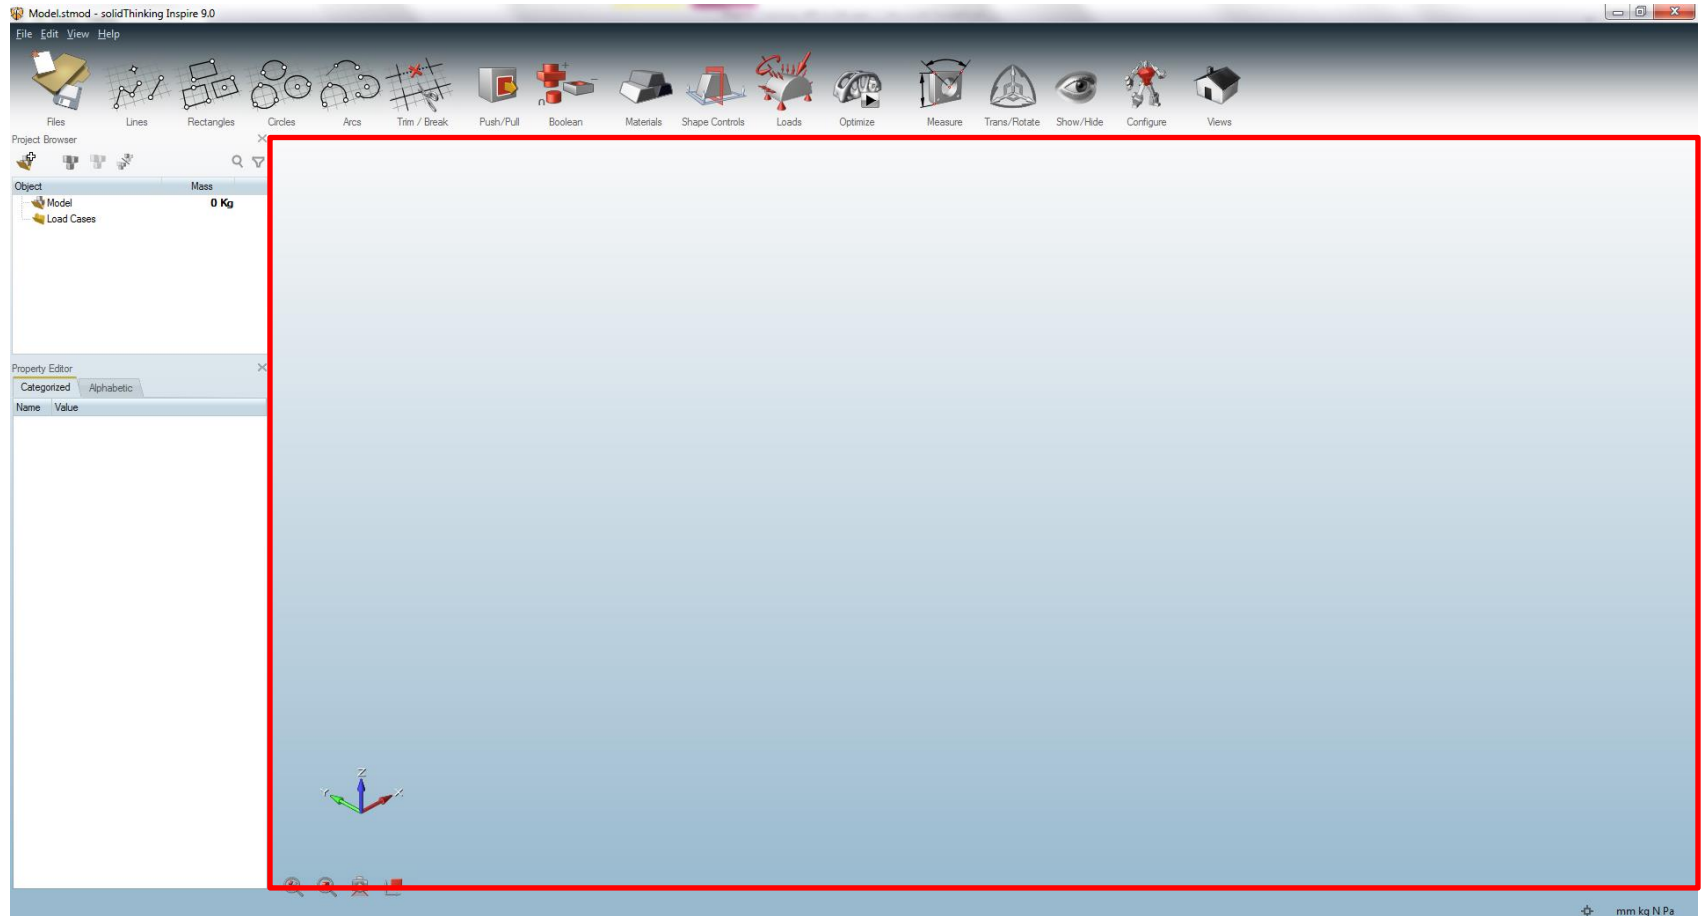 Model.stmod - solidThinking Inspire 9.0
File Edit View Help
Files Lines Rectangles Circles Arcs Trim / Break Push/Pull Boolean Materials Shape Controls Loads Optimize Measure Trans/Rotate Show/Hide Configure Views
Project Browser
Object Mass
Model 0 Kg
Load Cases
Property Editor
Categorized Alphabetic
Name Value
Z
Y X
mm kg N Pa